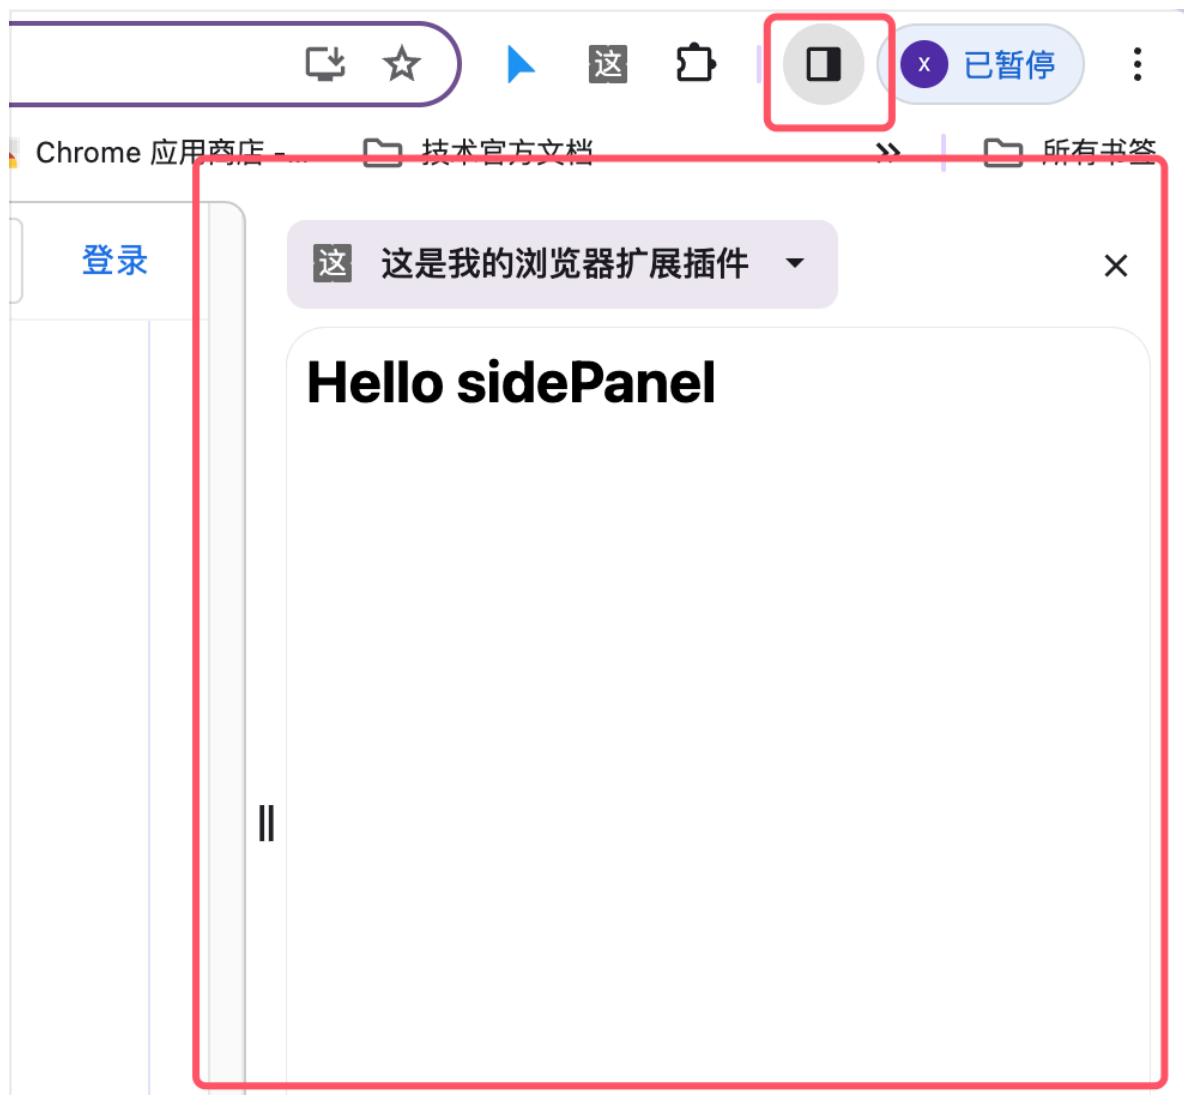 这
x 已暂停
Chrome 应用商店 -... 技术官方文档 » 所有书签
登录
这 这是我的浏览器扩展插件
Hello sidePanel